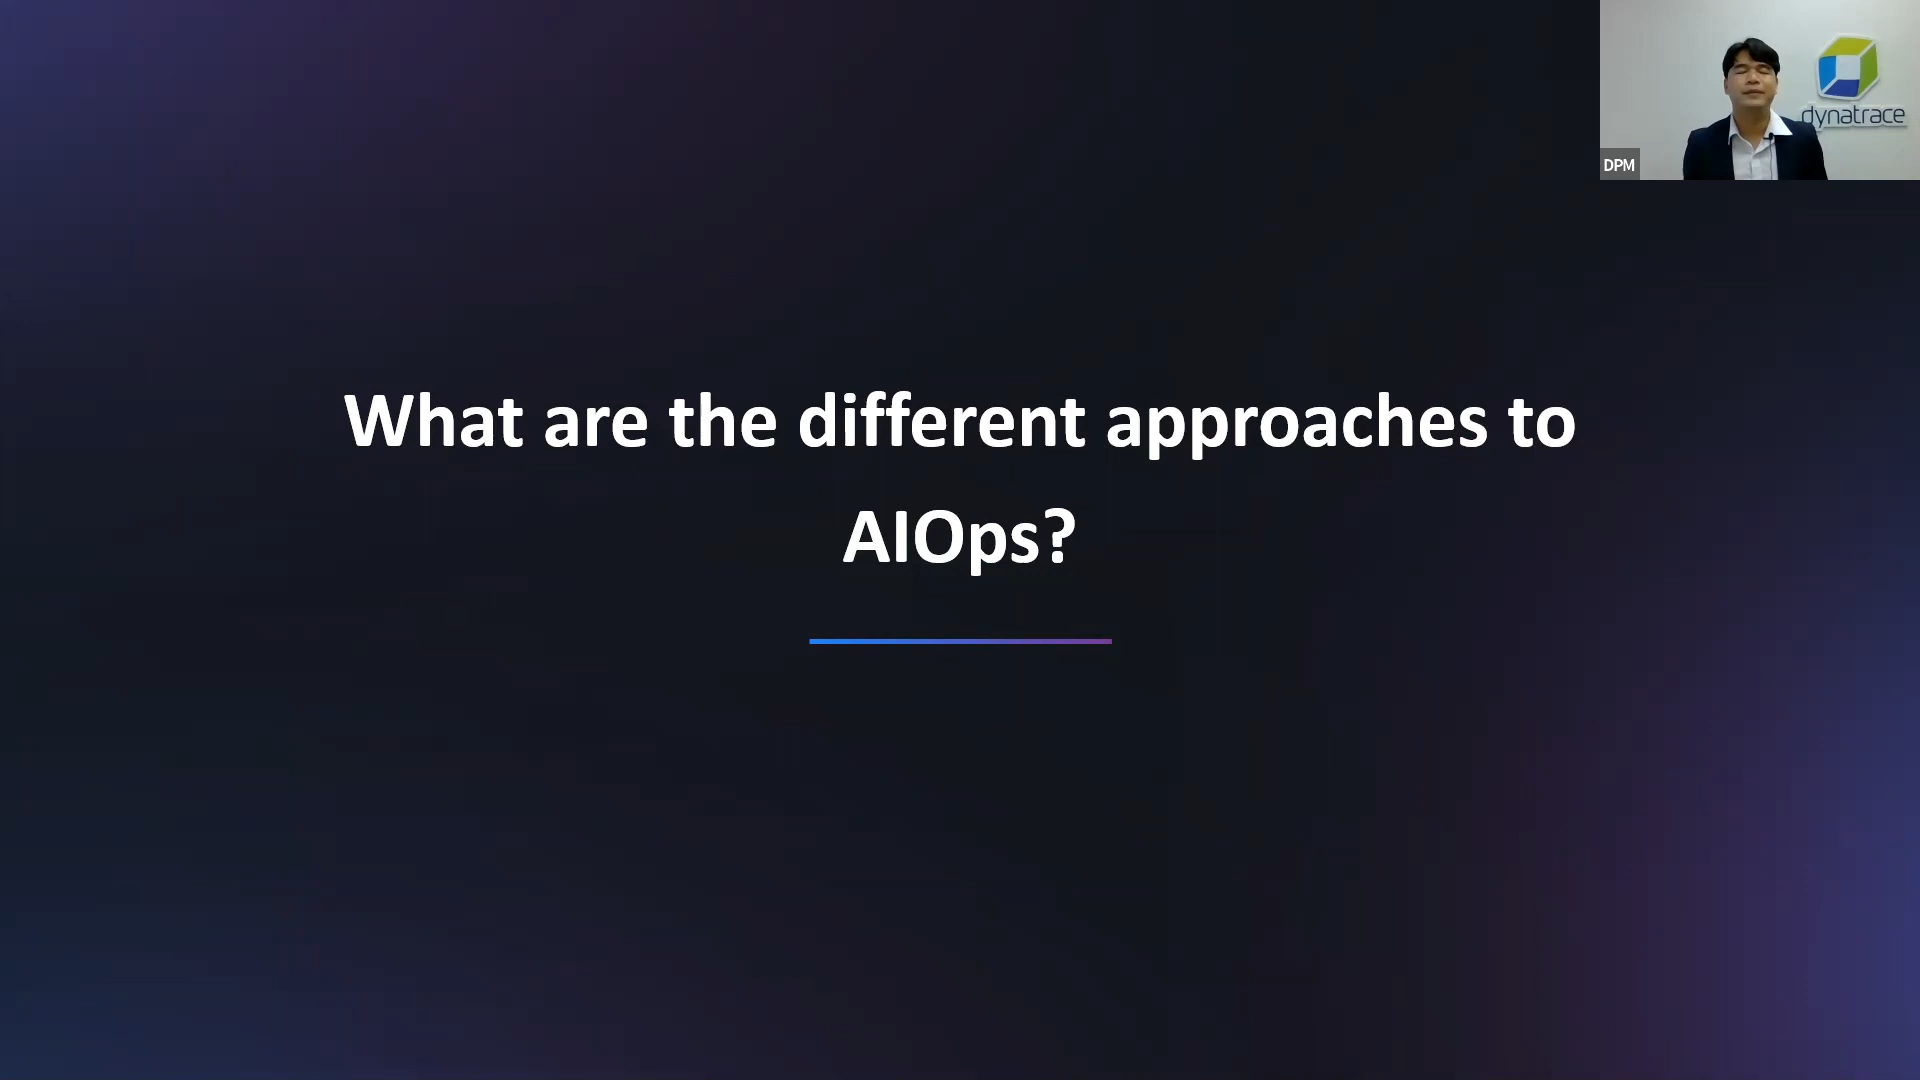 dynatrace
DPM
What are the different approaches to
AIOps?